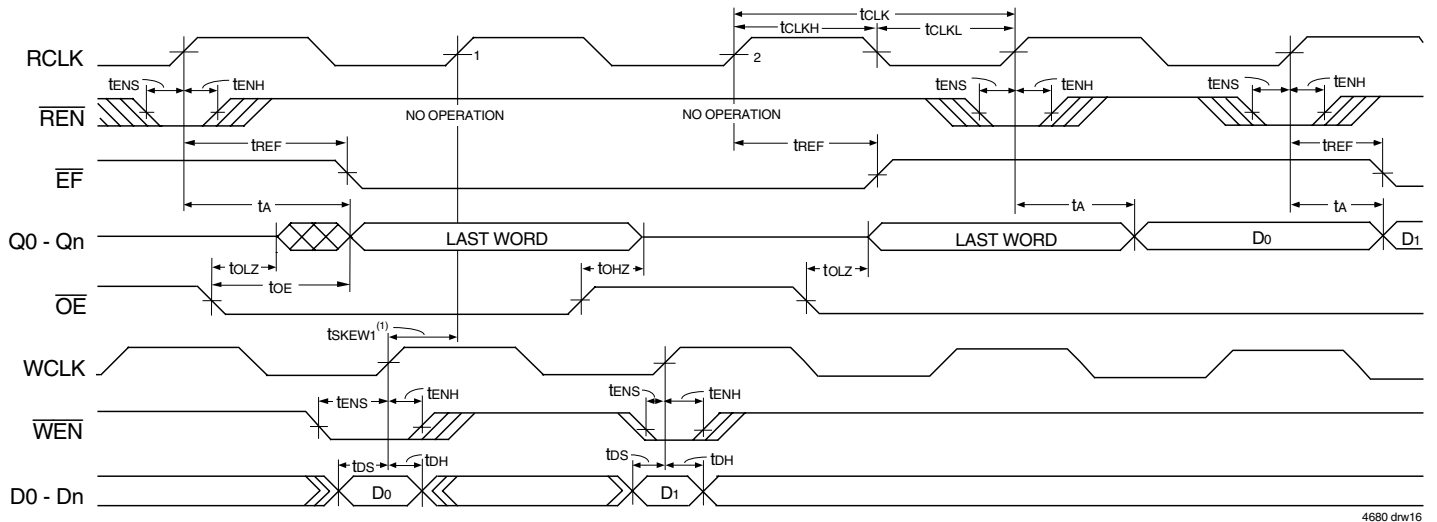 tCLK
tCLKH
tCLKL
RCLK
1
2
tENS
tENH
tENS
tENH
tENS
tENH
REN
NO OPERATION
NO OPERATION
tREF
tREF
tREF
EF
tA
tA
tA
Q0 - Qn
LAST WORD
LAST WORD
D0
D1
tOLZ
tOHZ
tOLZ
tOE
OE
tSKEW1(1)
WCLK
tENS
tENH
tENS
tENH
WEN
tDS
tDH
tDS
tDH
D0 - Dn
D0
D1
4680 drw16